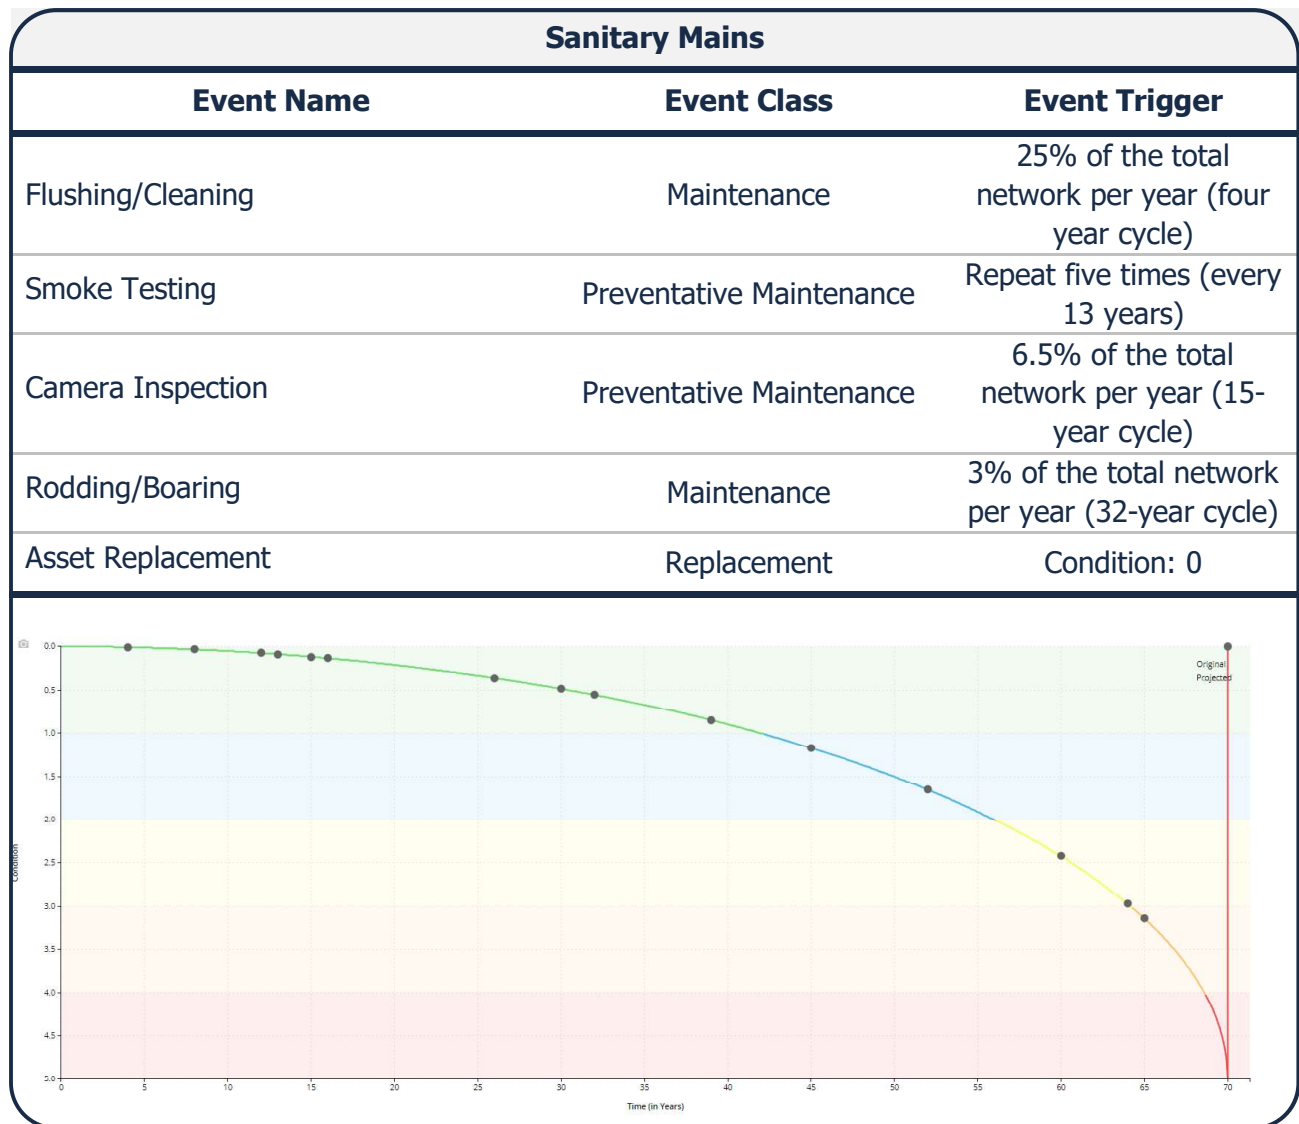 Sanitary Mains
Event Name Event Class Event Trigger
Flushing/Cleaning Maintenance 25% of the total
network per year (four
year cycle)
Smoke Testing Preventative Maintenance Repeat five times (every
13 years)
Camera Inspection Preventative Maintenance 6.5% of the total
network per year (15-
year cycle)
Rodding/Boaring Maintenance 3% of the total network
per year (32-year cycle)
Asset Replacement Replacement Condition: 0
0.0
0.5
1.0
1.5
2.0
2.5
3.0
3.5
4.0
4.5
5.0
Condition
Original
Projected
0 5 10 15 20 25 30 35 40 45 50 55 60 65 70
Time (in Years)